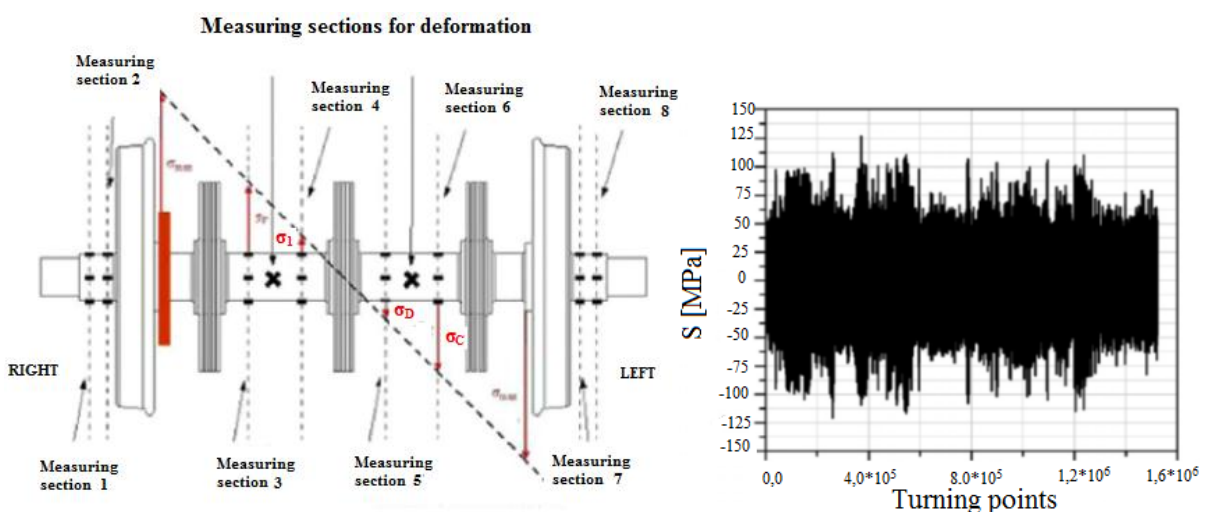 Measuring sections for deformation
Measuring
section 2
Measuring
section 4
Measuring
section 6
Measuring
section 8
σ1
σD
σC
RIGHT
LEFT
Measuring
section 1
Measuring
section 3
Measuring
section 5
Measuring
section 7
S [MPa]
150
125
100
75
50
25
0
-25
-50
-75
-100
-125
-150
0,0
4,0*10⁵
8.0*10⁵
1,2*10⁶
1,6*10⁶
Turning points